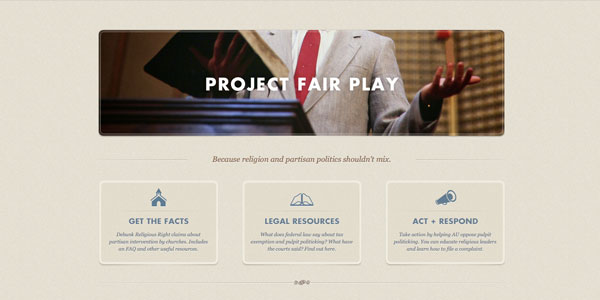 PROJECT FAIR PLAY
Because religion and partisan politics shouldn't mix.
GET THE FACTS
Debunk Religious Right claims about
partisan intervention by churches. Includes
an FAQ and other useful resources.
LEGAL RESOURCES
What does federal law say about tax
exemption and pulpit politicking? What have
the courts said? Find out here.
ACT + RESPOND
Take action by helping AU oppose pulpit
politicking. You can educate religious leaders
and learn how to file a complaint.